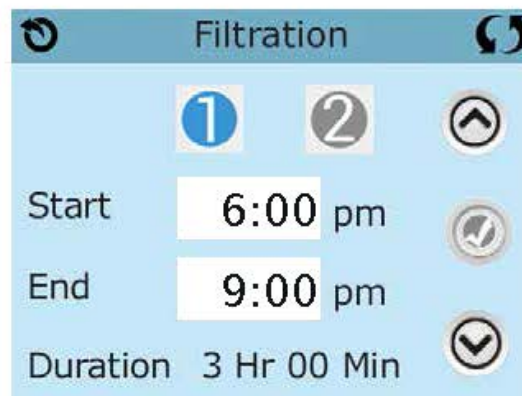 Filtration
1 2
Start 6:00 pm
End 9:00 pm
Duration 3 Hr 00 Min